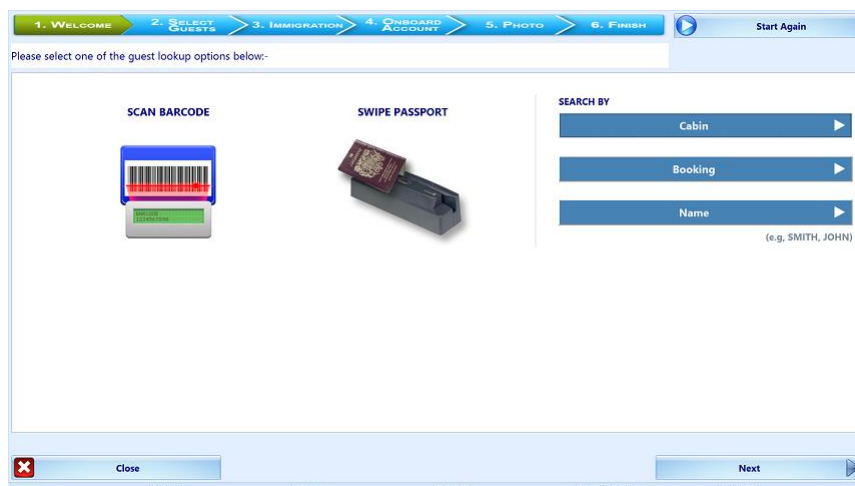 1. WELCOME
2. SELECT GUESTS
3. IMMIGRATION
4. ONBOARD ACCOUNT
5. PHOTO
6. FINISH
Start Again
Please select one of the guest lookup options below:-
SCAN BARCODE
SWIPE PASSPORT
SEARCH BY
Cabin
Booking
Name
(e.g, SMITH, JOHN)
Close
Next